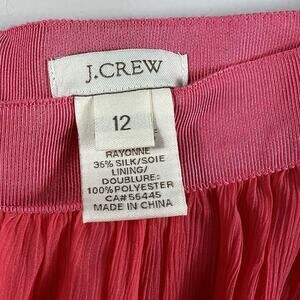 J.CREW
12
RAYONNE
36% SILK/SOIE
LINING/
DOUBLURE:
100% POLYESTER
CA#56445
MADE IN CHINA